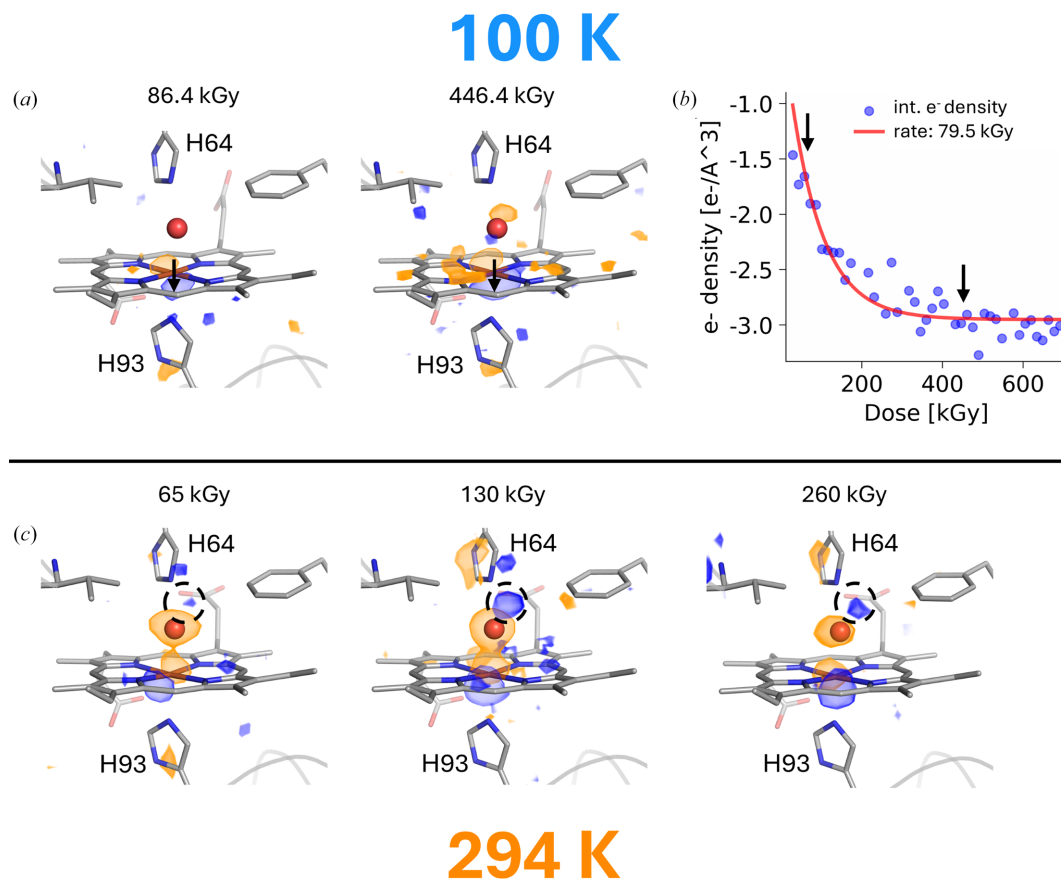 100 K
(a)
86.4 kGy
446.4 kGy
H64
H64
H93
H93
(b)
int. e⁻ density
rate: 79.5 kGy
e- density [e-/A^3]
-1.0
-1.5
-2.0
-2.5
-3.0
200
400
600
Dose [kGy]
65 kGy
130 kGy
260 kGy
(c)
H64
H64
H64
H93
H93
H93
294 K